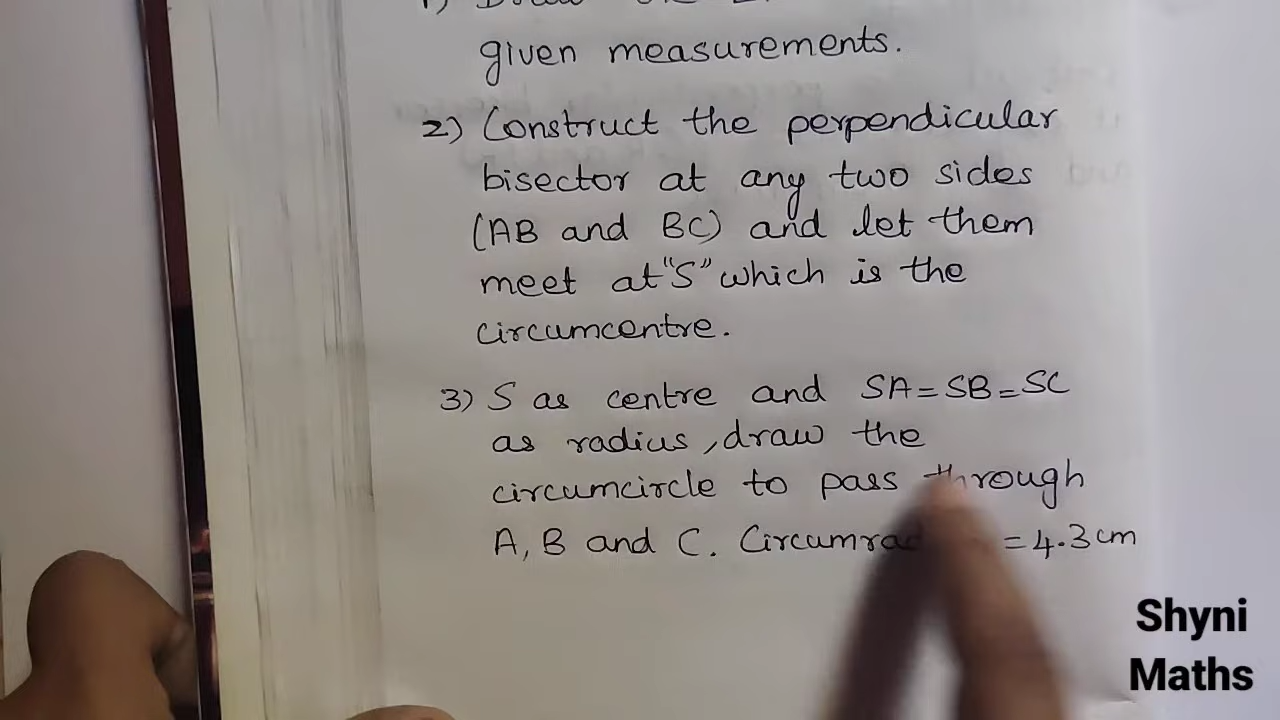 given measurements.
2) Construct the perpendicular
bisector at any two sides
(AB and BC) and let them
meet at "S" which is the
circumcentre.
3) S as centre and SA=SB=SC
as radius, draw the
circumcircle to pass through
A, B and C. = 4.3 cm
Shyni
Maths